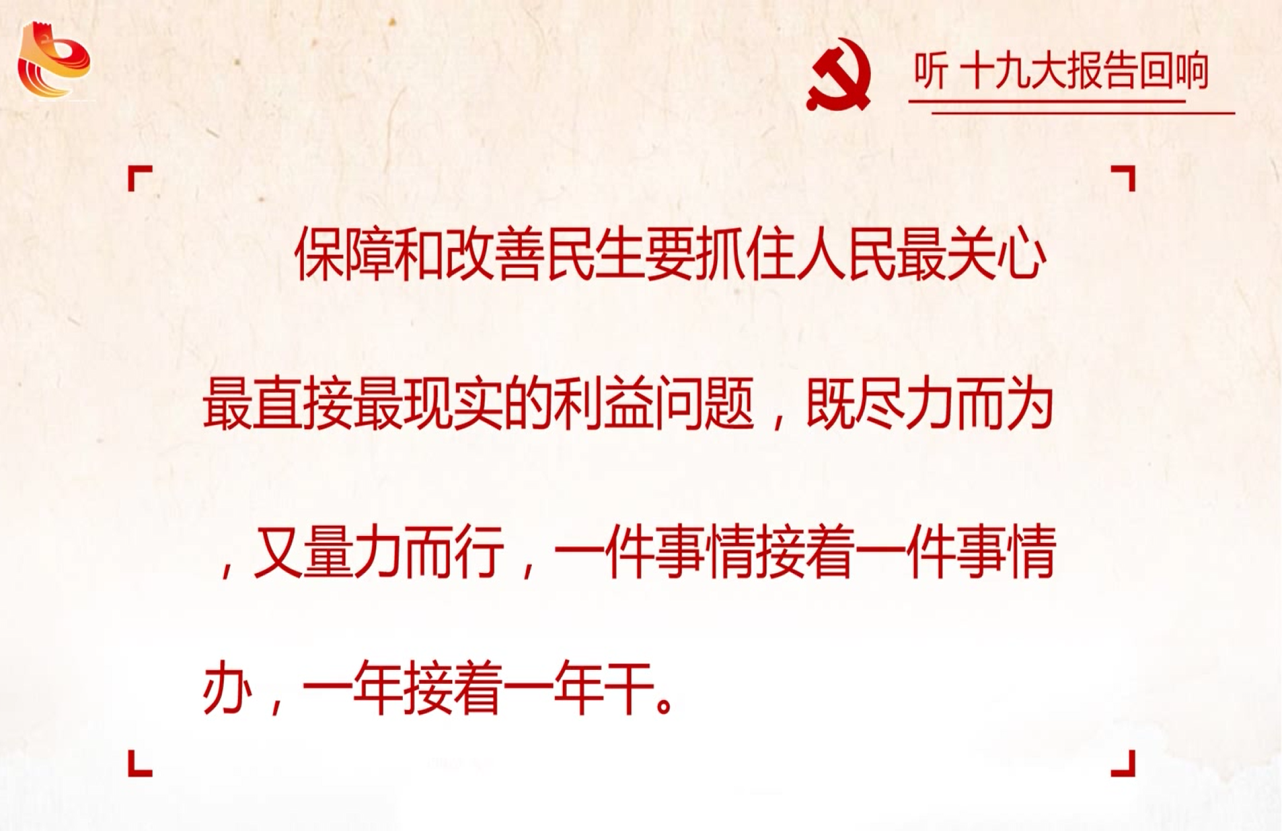 听 十九大报告回响
保障和改善民生要抓住人民最关心
最直接最现实的利益问题，既尽力而为
，又量力而行，一件事情接着一件事情
办，一年接着一年干。